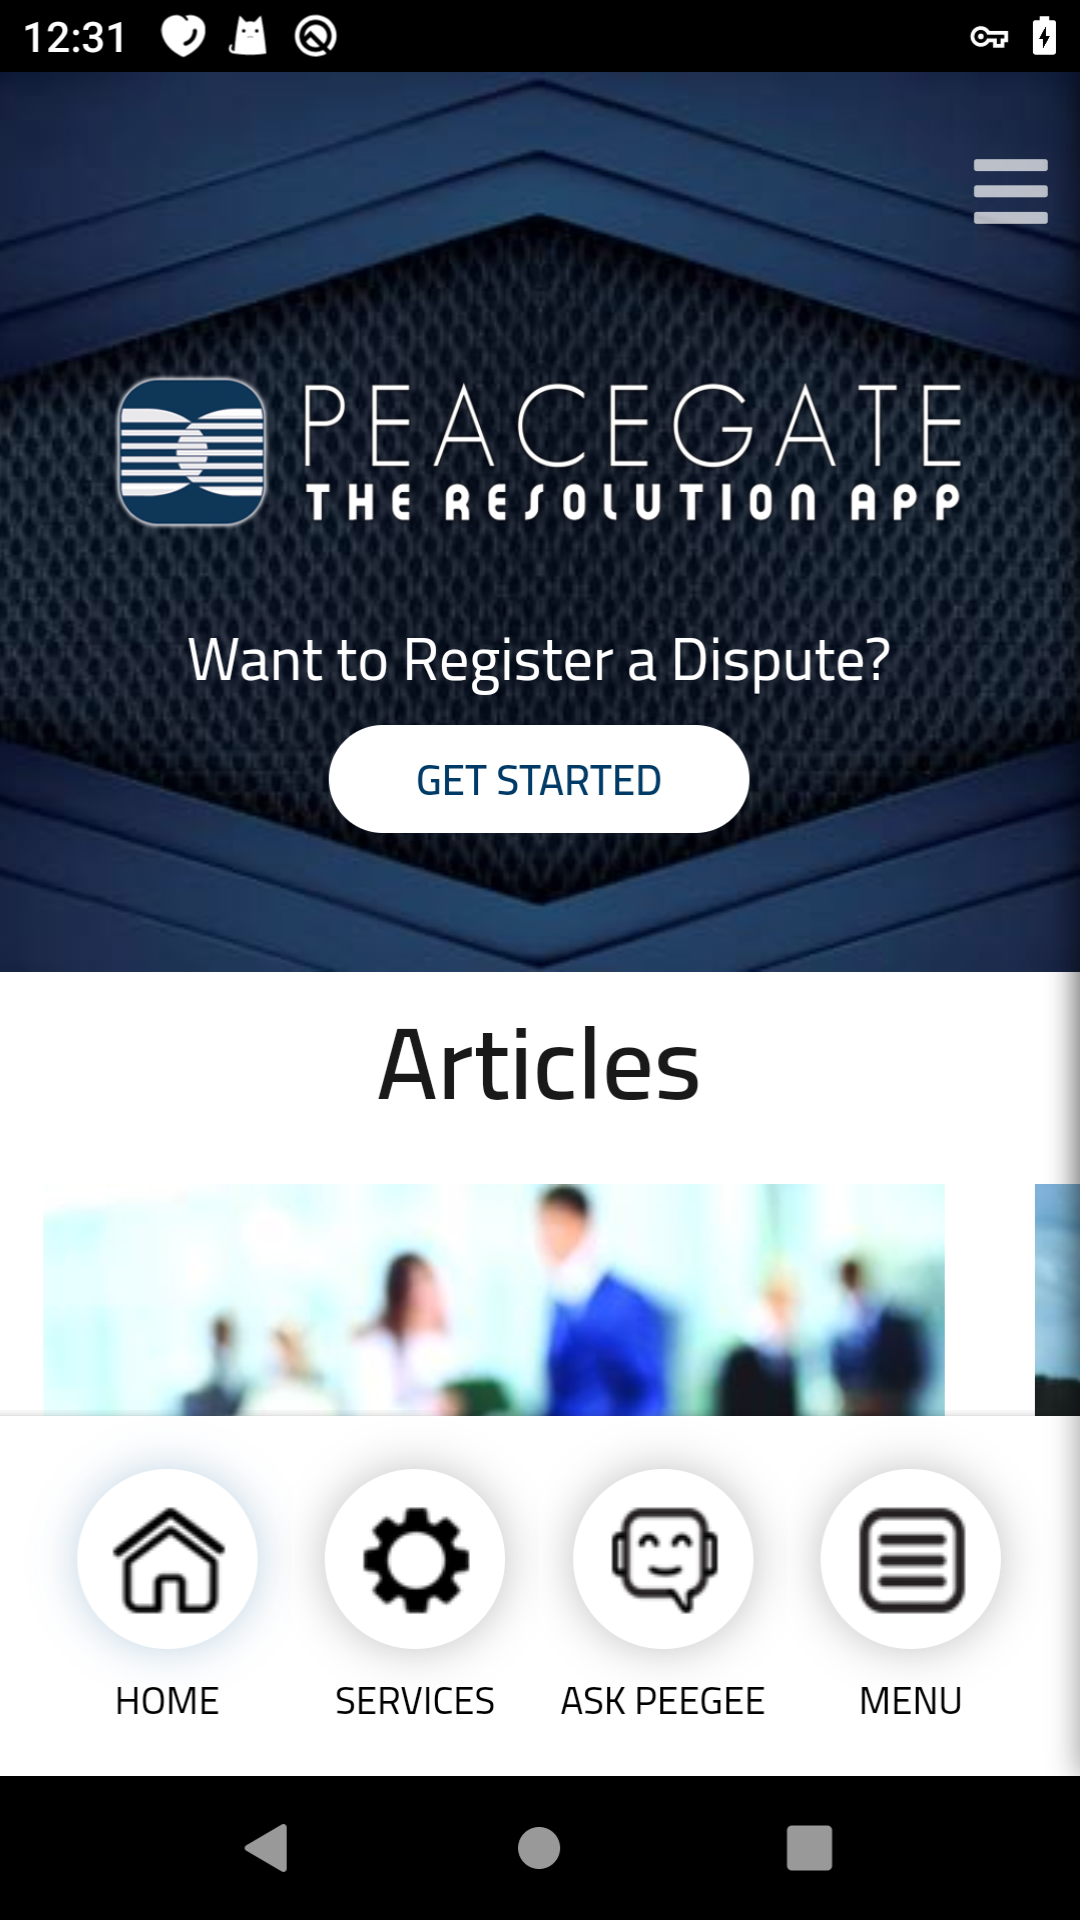 12:31
PEACEGATE
THE RESOLUTION APP
Want to Register a Dispute?
GET STARTED
Articles
HOME
SERVICES
ASK PEEGEE
MENU